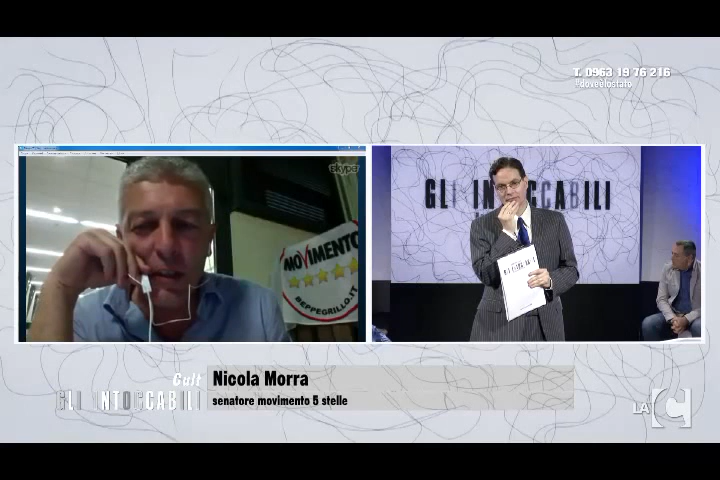 T. 0963 19 76 216
@doveelostato
skype
MOVIMENTO
BEPPEGRILLO.IT
GLI INTOCCABILI
Cult
GLI INTOCCABILI
Nicola Morra
senatore movimento 5 stelle
LA C